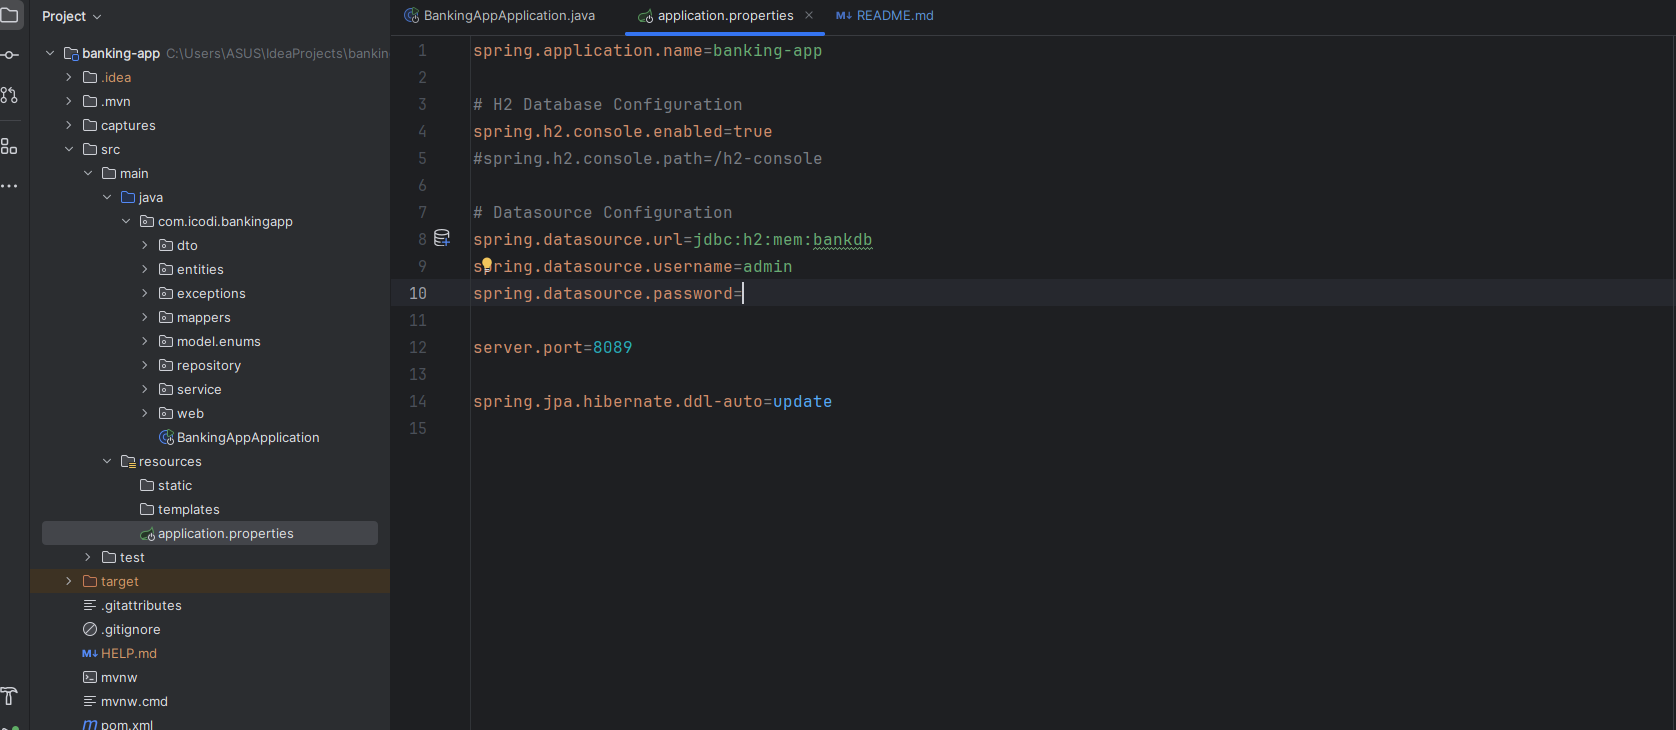 Project
BankingAppApplication.java
application.properties
README.md
banking-app C:\Users\ASUS\IdeaProjects\bankin
.idea
.mvn
captures
src
main
java
com.icodi.bankingapp
dto
entities
exceptions
mappers
model.enums
repository
service
web
BankingAppApplication
resources
static
templates
application.properties
test
target
.gitattributes
.gitignore
HELP.md
mvnw
mvnw.cmd
pom.xml
1 spring.application.name=banking-app
2
3 # H2 Database Configuration
4 spring.h2.console.enabled=true
5 #spring.h2.console.path=/h2-console
6
7 # Datasource Configuration
8 spring.datasource.url=jdbc:h2:mem:bankdb
9 spring.datasource.username=admin
10 spring.datasource.password=
11
12 server.port=8089
13
14 spring.jpa.hibernate.ddl-auto=update
15